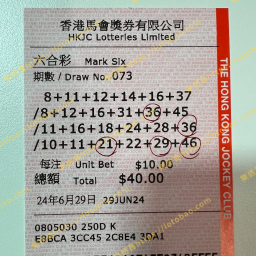 香港馬會獎券有限公司
HKJC Lotteries Limited
六合彩 Mark Six
期數 / Draw No. 073
8+11+12+14+16+37
/8+12+16+31+36+45
/11+16+18+24+28+36
/10+11+21+22+29+46
每注 Unit Bet $10.00
總額 Total $40.00
24年6月29日 29JUN24
0805030 250D K
E8BCA 3CC45 2C8E4 3DA1
THE HONG KONG JOCKEY CLUB